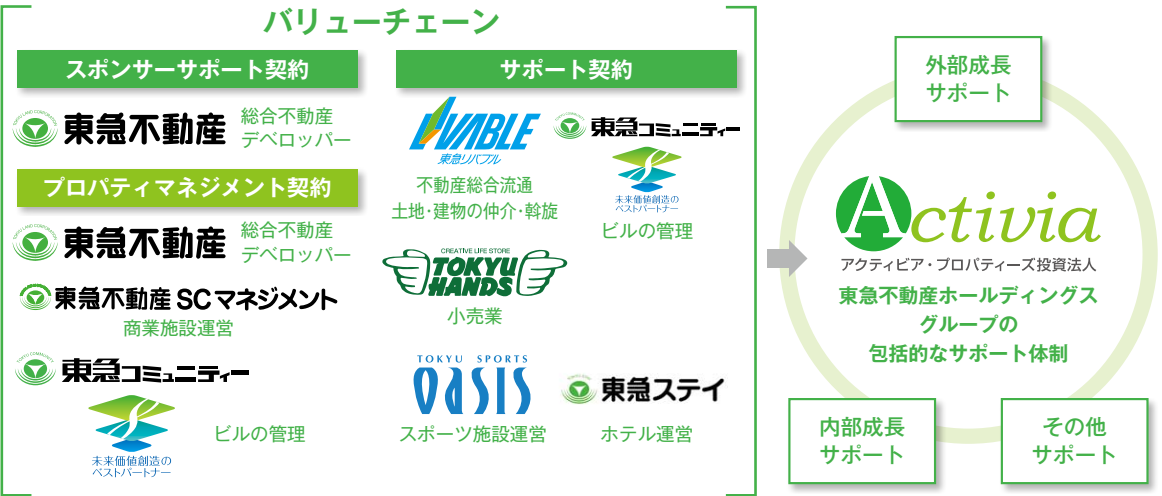 バリューチェーン
スポンサーサポート契約
東急不動産
総合不動産
デベロッパー
プロパティマネジメント契約
東急不動産
総合不動産
デベロッパー
東急不動産SCマネジメント
商業施設運営
TOKYU COMMUNITY
東急コミュニティー
未来価値創造の
ベストパートナー
ビルの管理
サポート契約
LIVABLE
東急リバブル
不動産総合流通
土地・建物の仲介・斡旋
東急コミュニティー
未来価値創造の
ベストパートナー
ビルの管理
CREATIVE LIFE STORE
TOKYU
HANDS
小売業
TOKYU SPORTS
OASIS
スポーツ施設運営
東急ステイ
ホテル運営
外部成長
サポート
Activia
アクティビア・プロパティーズ投資法人
東急不動産ホールディングス
グループの
包括的なサポート体制
内部成長
サポート
その他
サポート